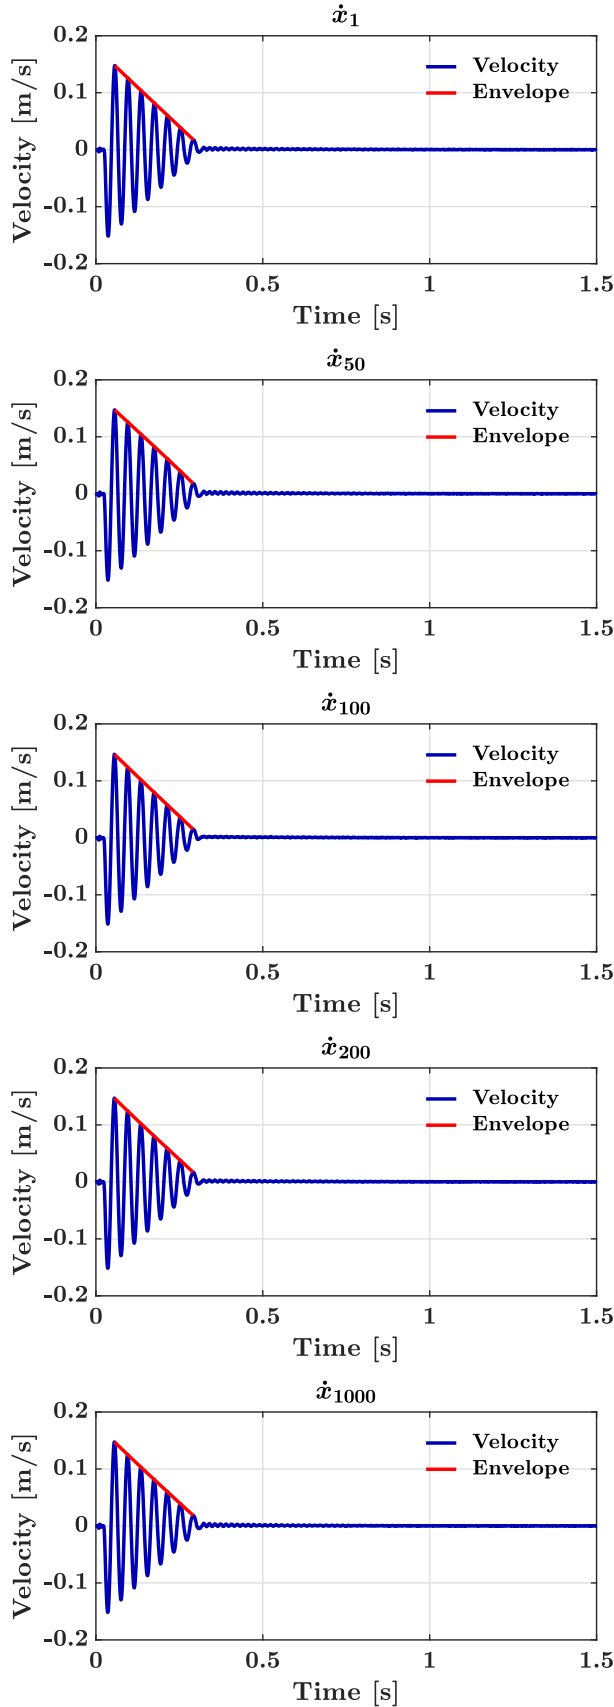 ẋ₁
Velocity [m/s]
0.2
0.1
0
-0.1
-0.2
Velocity
Envelope
0 0.5 1 1.5
Time [s]
ẋ₅₀
Velocity [m/s]
0.2
0.1
0
-0.1
-0.2
Velocity
Envelope
0 0.5 1 1.5
Time [s]
ẋ₁₀₀
Velocity [m/s]
0.2
0.1
0
-0.1
-0.2
Velocity
Envelope
0 0.5 1 1.5
Time [s]
ẋ₂₀₀
Velocity [m/s]
0.2
0.1
0
-0.1
-0.2
Velocity
Envelope
0 0.5 1 1.5
Time [s]
ẋ₁₀₀₀
Velocity [m/s]
0.2
0.1
0
-0.1
-0.2
Velocity
Envelope
0 0.5 1 1.5
Time [s]